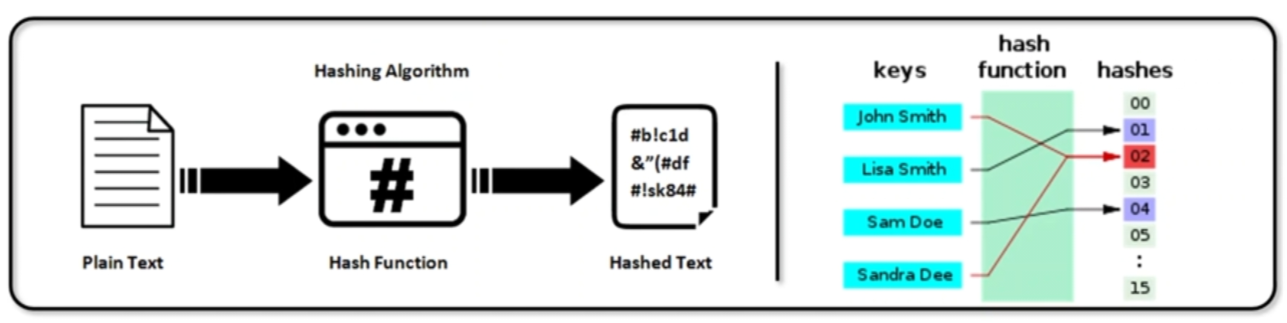 Hashing Algorithm
#
#b!c1d
&"(#df
#!sk84#
Plain Text
Hash Function
Hashed Text
keys
hash
function
hashes
John Smith
Lisa Smith
Sam Doe
Sandra Dee
00
01
02
03
04
05
:
15